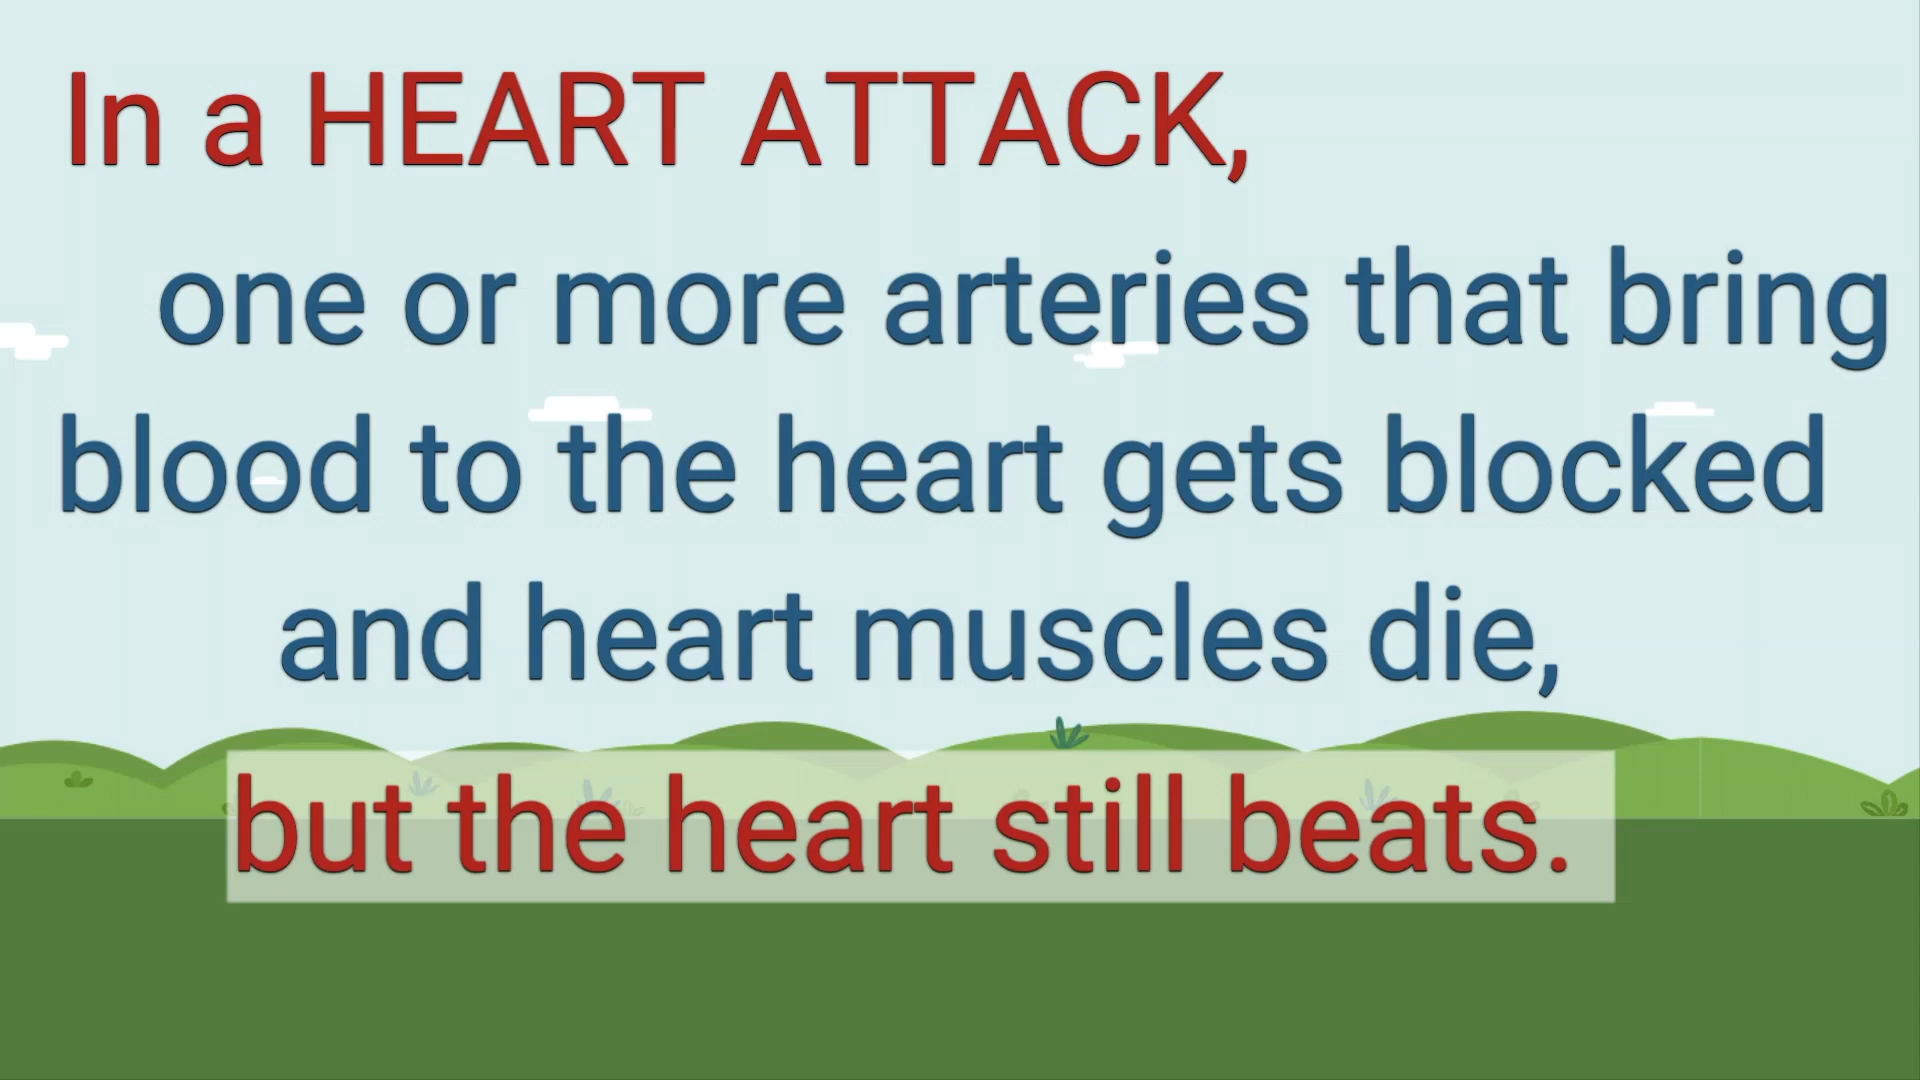 In a HEART ATTACK,
one or more arteries that bring
blood to the heart gets blocked
and heart muscles die,
but the heart still beats.